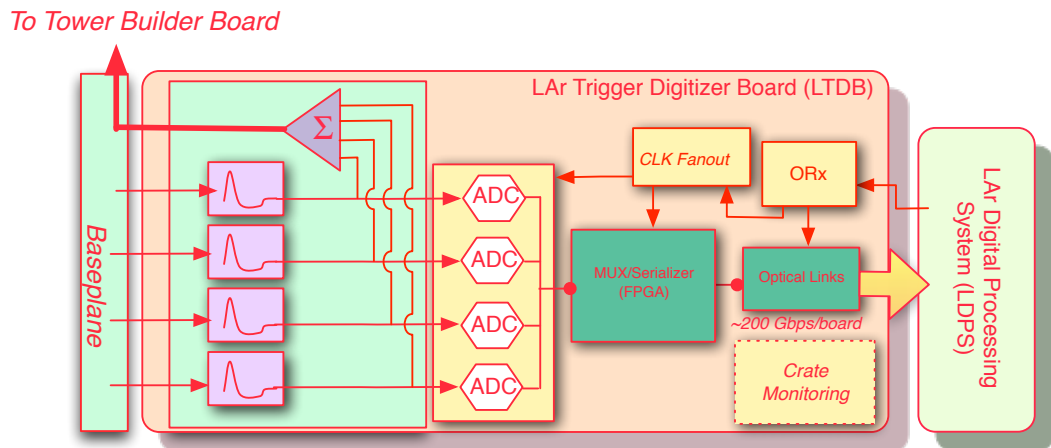 To Tower Builder Board
LAr Trigger Digitizer Board (LTDB)
Σ
CLK Fanout
ORx
ADC
ADC
ADC
ADC
MUX/Serializer
(FPGA)
Optical Links
~200 Gbps/board
Crate
Monitoring
Baseplane
LAr Digital Processing
System (LDPS)